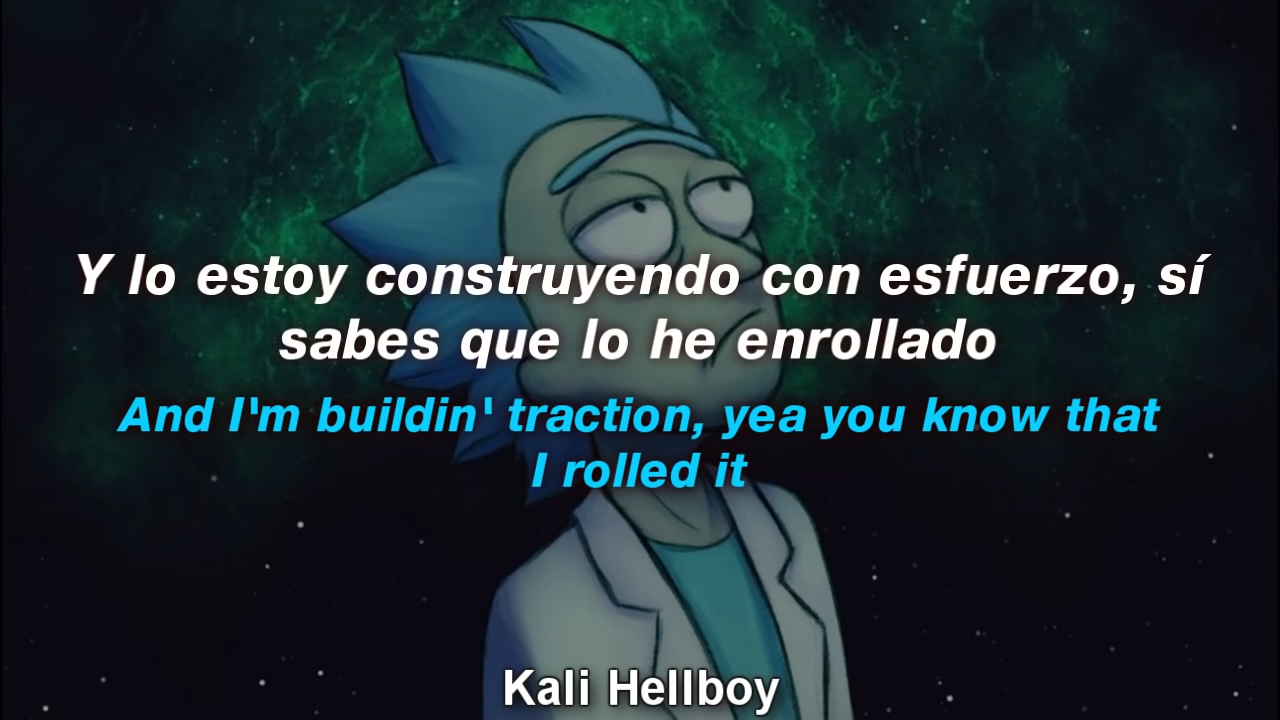 Y lo estoy construyendo con esfuerzo, sí
sabes que lo he enrollado
And I'm buildin' traction, yea you know that
I rolled it
Kali Hellboy